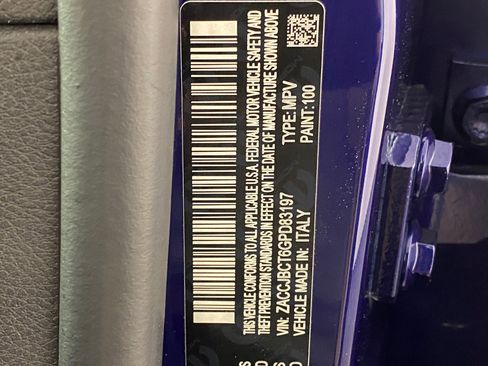 THIS VEHICLE CONFORMS TO ALL APPLICABLE U.S.A. FEDERAL MOTOR VEHICLE SAFETY AND
THEFT PREVENTION STANDARDS IN EFFECT ON THE DATE OF MANUFACTURE SHOWN ABOVE
VIN: ZACCJBCT6GPD83197 TYPE: MPV
VEHICLE MADE IN: ITALY PAINT: 100